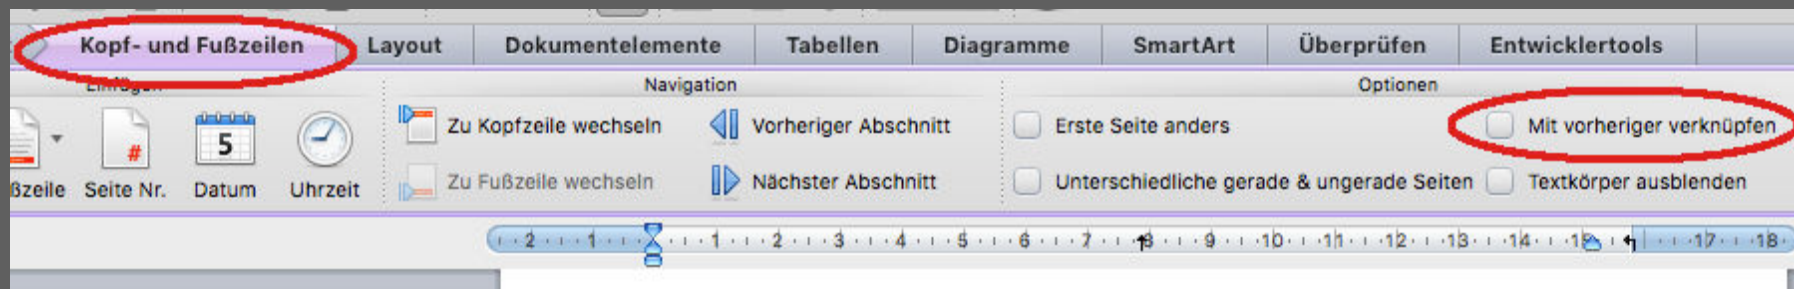 Kopf- und Fußzeilen Layout Dokumentelemente Tabellen Diagramme SmartArt Überprüfen Entwicklertools
Einfügen Navigation Optionen
Zu Kopfzeile wechseln Vorheriger Abschnitt Erste Seite anders Mit vorheriger verknüpfen
# 5
ßzeile Seite Nr. Datum Uhrzeit Zu Fußzeile wechseln Nächster Abschnitt Unterschiedliche gerade & ungerade Seiten Textkörper ausblenden
2 1 1 2 3 4 5 6 7 8 9 10 11 12 13 14 15 17 18